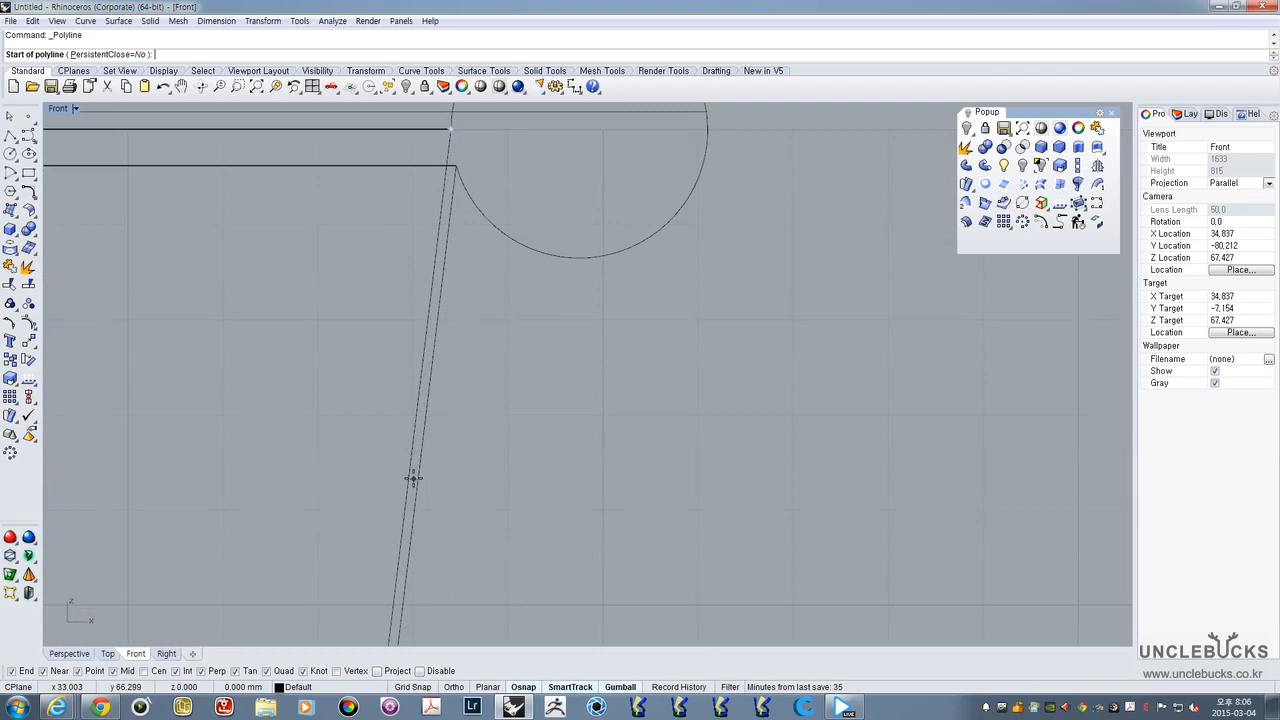 Untitled - Rhinoceros (Corporate) (64-bit) - [Front]
File Edit View Curve Surface Solid Mesh Dimension Transform Tools Analyze Render Panels Help
Command: _Polyline
Start of polyline ( PersistentClose=No ):
Standard CPlanes Set View Display Select Viewport Layout Visibility Transform Curve Tools Surface Tools Solid Tools Mesh Tools Render Tools Drafting New in V5
Front
Popup
Pro Lay Dis Hel
Viewport
Title Front
Width 1633
Height 815
Projection Parallel
Camera
Lens Length 50,0
Rotation 0,0
X Location 34,837
Y Location -80,212
Z Location 67,427
Location Place...
Target
X Target 34,837
Y Target -7,154
Z Target 67,427
Location Place...
Wallpaper
Filename (none) ...
Show
Gray
z
x
Perspective Top Front Right
End Near Point Mid Cen Int Perp Tan Quad Knot Vertex Project Disable
CPlane x 33.003 y 66.299 z 0.000 0.000 mm Default Grid Snap Ortho Planar Osnap SmartTrack Gumball Record History Filter Minutes from last save: 35
UNCLEBUCKS
www.unclebucks.co.kr
Lr
LIVE
오후 8:06
2015-03-04